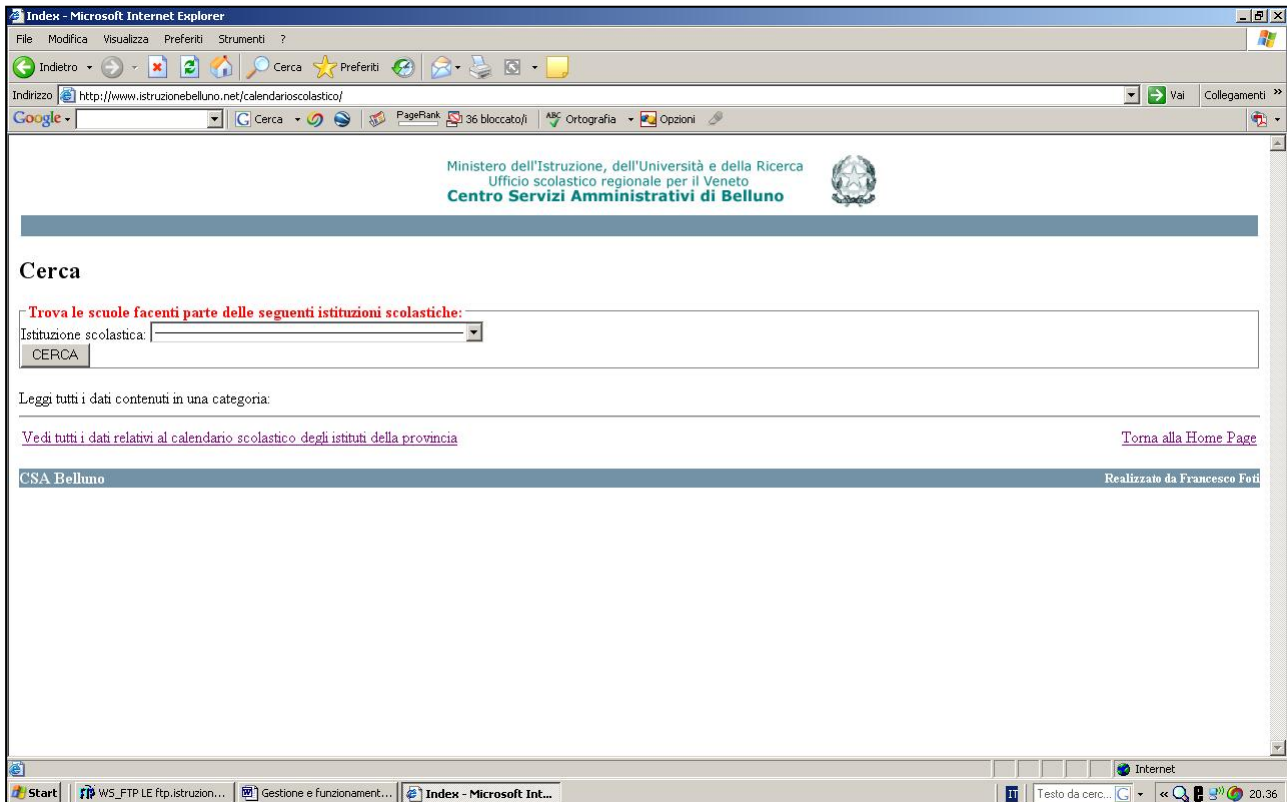 Index - Microsoft Internet Explorer
File Modifica Visualizza Preferiti Strumenti ?
Indietro Cerca Preferiti
Indirizzo http://www.istruzionebelluno.net/calendarioscolastico/ Vai Collegamenti »
Google Cerca PageRank 36 bloccato/i ABC Ortografia Opzioni
Ministero dell'Istruzione, dell'Università e della Ricerca
Ufficio scolastico regionale per il Veneto
Centro Servizi Amministrativi di Belluno
Cerca
Trova le scuole facenti parte delle seguenti istituzioni scolastiche:
Istituzione scolastica:
CERCA
Leggi tutti i dati contenuti in una categoria:
Vedi tutti i dati relativi al calendario scolastico degli istituti della provincia Torna alla Home Page
CSA Belluno Realizzato da Francesco Foti
Internet
Start WS_FTP LE ftp.istruzion... Gestione e funzionament... Index - Microsoft Int... IT Testo da cerc... « 20.36